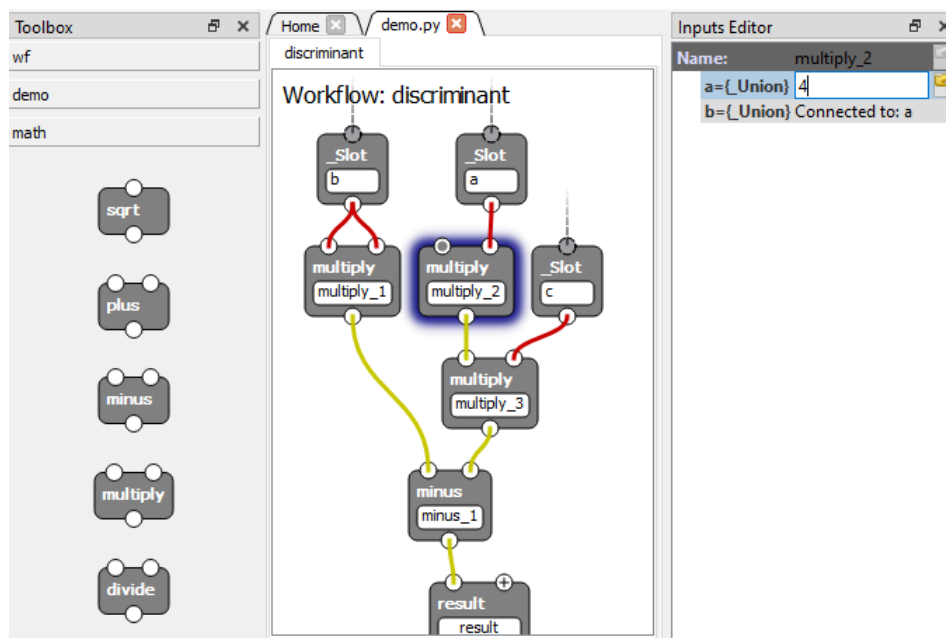 Toolbox
wf
demo
math
sqrt
plus
minus
multiply
divide
Home
demo.py
discriminant
Workflow: discriminant
_Slot
b
_Slot
a
multiply
multiply_1
multiply
multiply_2
_Slot
c
multiply
multiply_3
minus
minus_1
result
result
Inputs Editor
Name: multiply_2
a={_Union} 4
b={_Union} Connected to: a